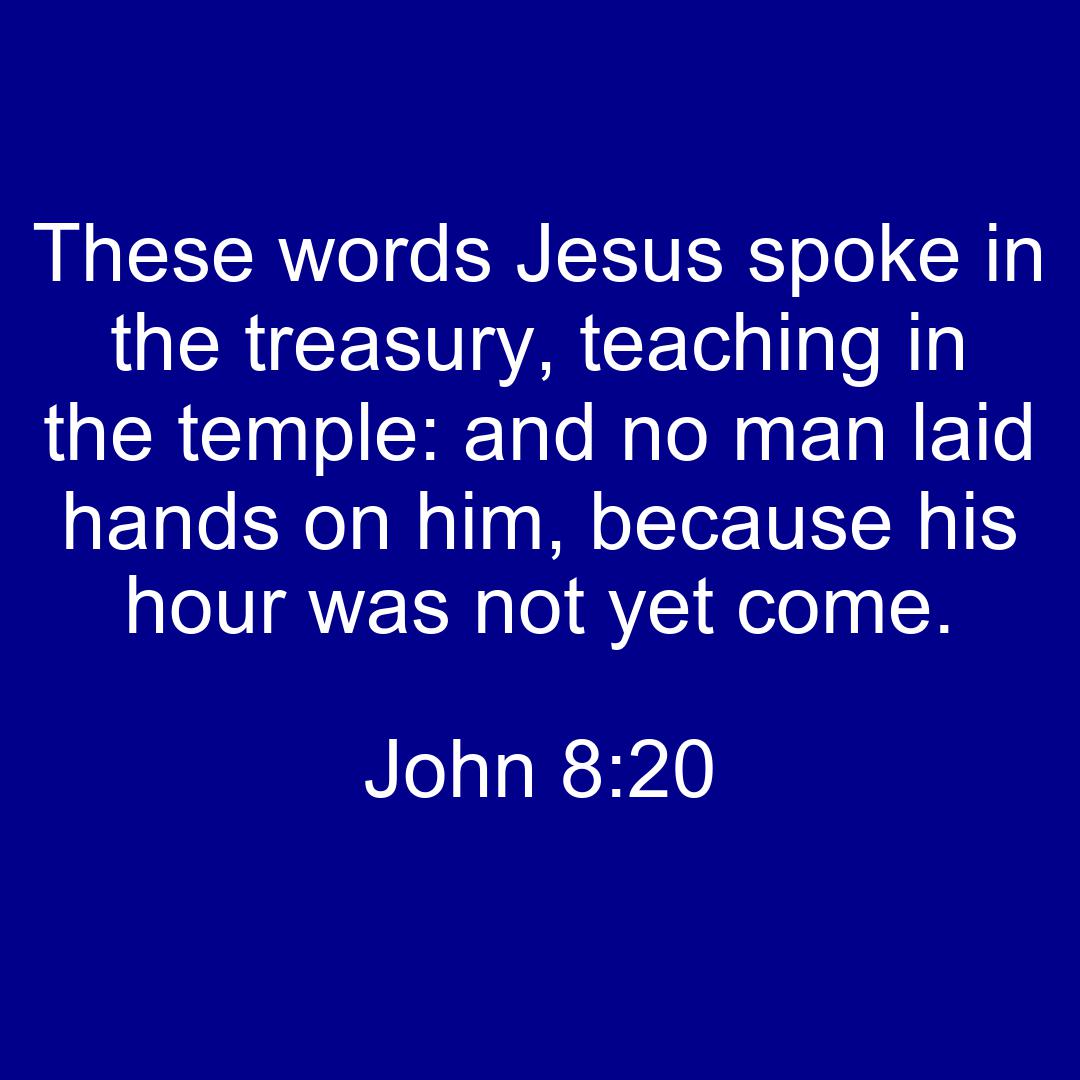 These words Jesus spoke in
the treasury, teaching in
the temple: and no man laid
hands on him, because his
hour was not yet come.
John 8:20